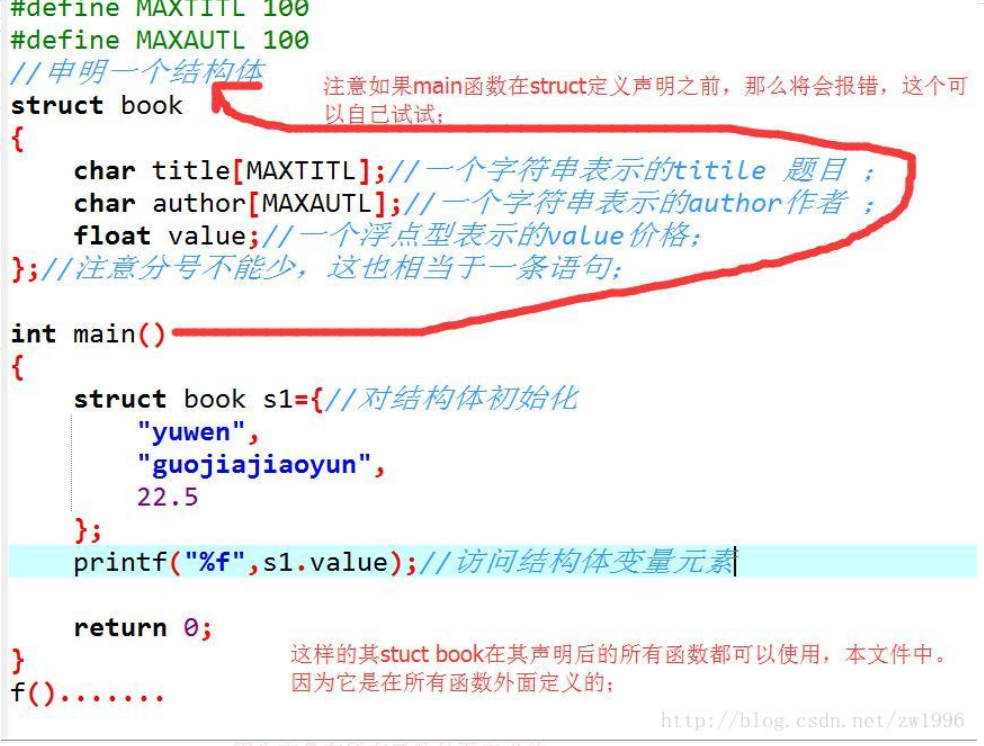 #define MAXTITL 100
#define MAXAUTL 100
//申明一个结构体
注意如果main函数在struct定义声明之前，那么将会报错，这个可
以自己试试；
struct book
{
char title[MAXTITL];//一个字符串表示的titile 题目 ；
char author[MAXAUTL];//一个字符串表示的author作者 ；
float value;//一个浮点型表示的value价格；
};//注意分号不能少，这也相当于一条语句；
int main()
{
struct book s1={//对结构体初始化
"yuwen",
"guojiajiaoyun",
22.5
};
printf("%f",s1.value);//访问结构体变量元素
return 0;
}
这样的其stuct book在其声明后的所有函数都可以使用，本文件中。
因为它是在所有函数外面定义的；
f().......
http://blog.csdn.net/zw1996